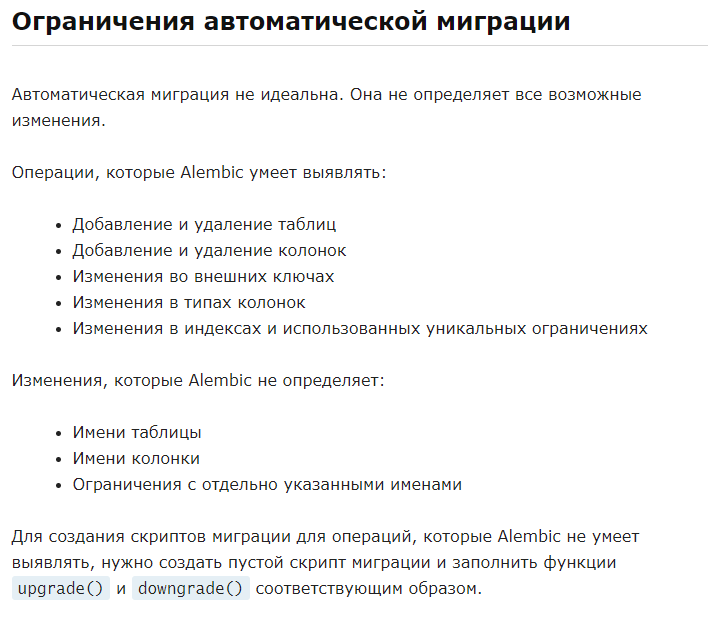 Ограничения автоматической миграции
Автоматическая миграция не идеальна. Она не определяет все возможные
изменения.
Операции, которые Alembic умеет выявлять:
• Добавление и удаление таблиц
• Добавление и удаление колонок
• Изменения во внешних ключах
• Изменения в типах колонок
• Изменения в индексах и использованных уникальных ограничениях
Изменения, которые Alembic не определяет:
• Имени таблицы
• Имени колонки
• Ограничения с отдельно указанными именами
Для создания скриптов миграции для операций, которые Alembic не умеет
выявлять, нужно создать пустой скрипт миграции и заполнить функции
upgrade() и downgrade() соответствующим образом.